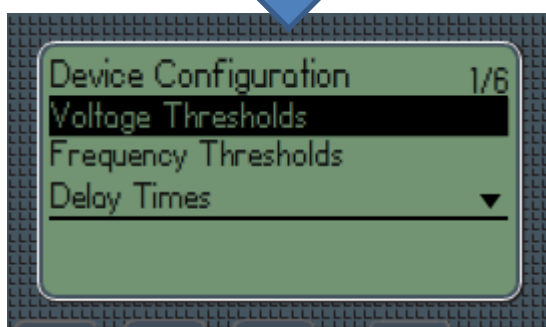 Device Configuration 1/6
Voltage Thresholds
Frequency Thresholds
Delay Times